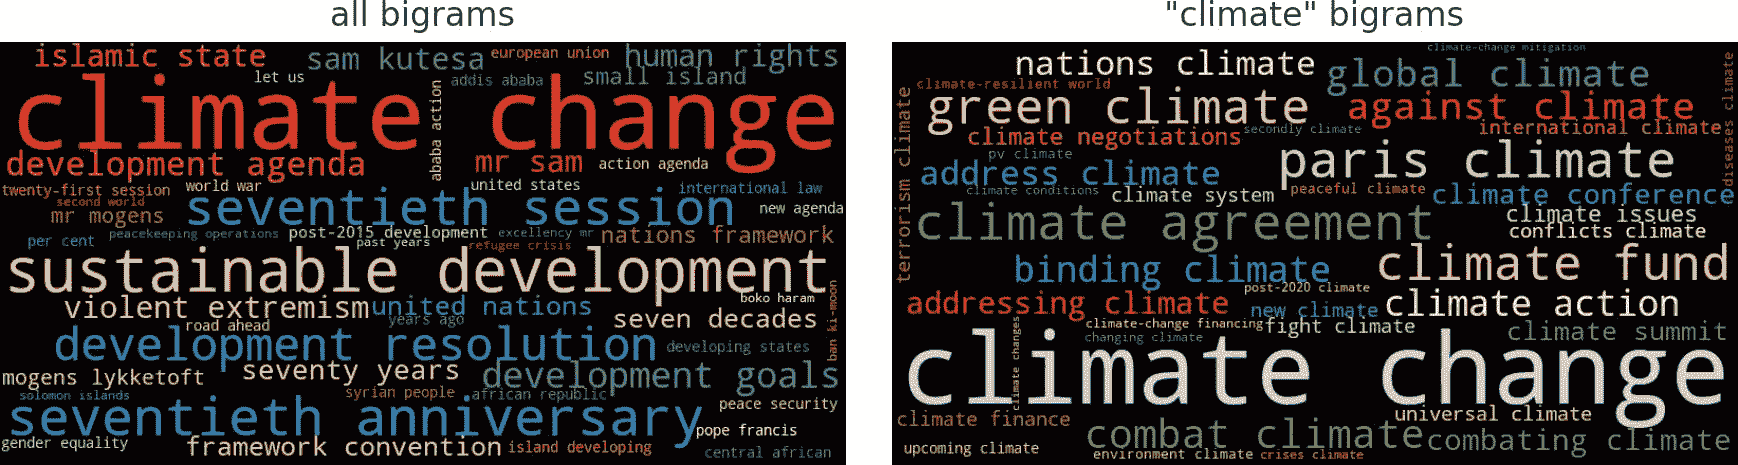 all bigrams
islamic state
sam kutesa
european union
human rights
let us
addis ababa
small island
climate change
ababa action
development agenda
mr sam
action agenda
twenty-first session
world war
united states
international law
second world
mr mogens
seventieth session
new agenda
per cent
peacekeeping operations
post-2015 development
excellency mr
nations framework
past years
refugee crisis
sustainable development
boko haram
ban ki-moon
violent extremism
united nations
years ago
seven decades
road ahead
development resolution
developing states
mogens lykketoft
seventy years
development goals
solomon islands
syrian people
african republic
peace security
seventieth anniversary
pope francis
gender equality
framework convention
island developing
central african
"climate" bigrams
climate-change mitigation
nations climate
global climate
diseases climate
climate-resilient world
green climate
against climate
terrorism climate
climate negotiations
secondly climate
international climate
pv climate
paris climate
address climate
climate conditions
climate system
peaceful climate
climate conference
climate agreement
climate issues
conflicts climate
binding climate
climate fund
post-2020 climate
addressing climate
new climate
climate action
climate-change financing
fight climate
climate summit
changing climate
climate changes
climate change
climate finance
universal climate
combat climate
combating climate
upcoming climate
environment climate
crises climate